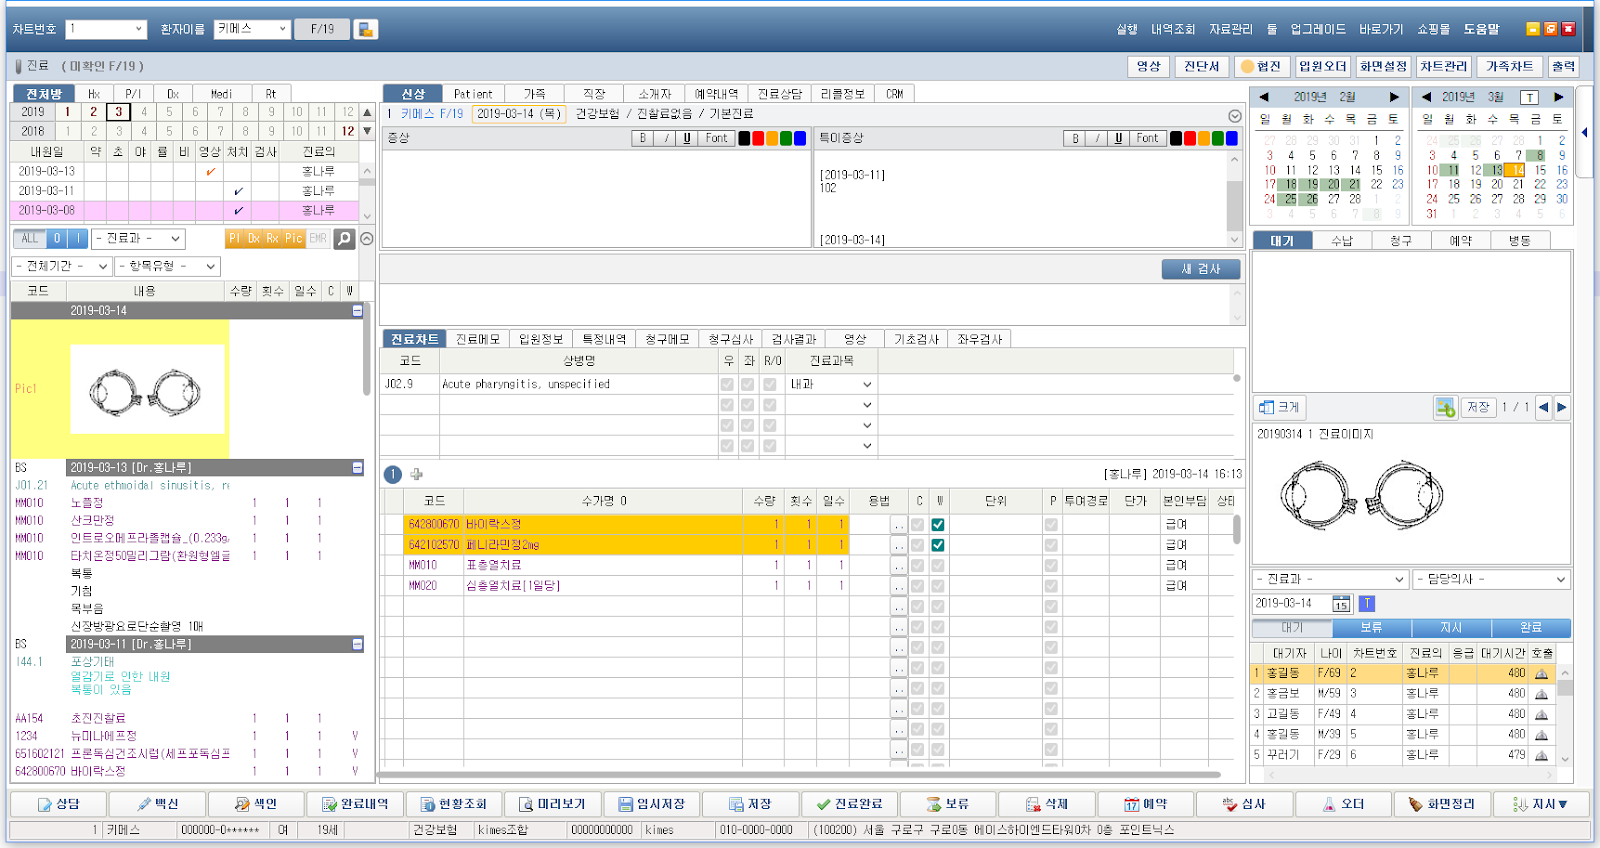 차트번호 1 환자이름 키메스 F/19 실행 내역조회 자료관리 툴 업그레이드 바로가기 쇼핑몰 도움말
진료 ( 미확인 F/19 ) 영상 진단서 협진 입원오더 화면설정 차트관리 가족차트 출력
전처방 Hx P/I Dx Medi Rt
2019 1 2 3 4 5 6 7 8 9 10 11 12
2018 1 2 3 4 5 6 7 8 9 10 11 12
내원일 약 초 야 률 비 영상 처치 검사 진료의
2019-03-13 홍나루
2019-03-11 홍나루
2019-03-08 홍나루
ALL O I - 진료과 - PI Dx Rx Pic EMR
- 전체기간 - - 항목유형 -
코드 내용 수량 횟수 일수 C W
2019-03-14
Pic1
BS 2019-03-13 [Dr.홍나루]
J01.21 Acute ethmoidal sinusitis, re
MM010 노플정 1 1 1
MM010 산크만정 1 1 1
MM010 인트로오메프라졸캡슐_(0.233g, 1 1 1
MM010 타치온정50밀리그람(환원형엘글 1 1 1
복통
기침
목부음
신장방광요로단순촬영 1매
BS 2019-03-11 [Dr.홍나루]
I44.1 포상기태
열감기로 인한 내원
복통이 있음
AA154 초진진찰료 1 1 1
1234 뉴미나에프정 1 1 1 V
651602121 프론독심건조시럽(세프포독심프 1 1 1 V
642800670 바이락스정 1 1 1 V
신상 Patient 가족 직장 소개자 예약내역 진료상담 리콜정보 CRM
1 키메스 F/19 2019-03-14 (목) 건강보험 / 진찰료없음 / 기본진료
증상 B / U Font 특이증상 B / U Font
[2019-03-11]
102
[2019-03-14]
새 검사
진료차트 진료메모 입원정보 특정내역 청구메모 청구심사 검사결과 영상 기초검사 좌우검사
코드 상병명 우 좌 R/O 진료과목
J02.9 Acute pharyngitis, unspecified 내과
1 [홍나루] 2019-03-14 16:13
코드 수가명 O 수량 횟수 일수 용법 C W 단위 P 투여경로 단가 본인부담 상태
642800670 바이락스정 1 1 1 .. 급여
642102570 페니라민정2mg 1 1 1 .. 급여
MM010 표층열치료 1 1 1 .. 급여
MM020 심층열치료[1일당] 1 1 1 .. 급여
2019년 2월
일 월 화 수 목 금 토
27 28 29 30 31 1 2
3 4 5 6 7 8 9
10 11 12 13 14 15 16
17 18 19 20 21 22 23
24 25 26 27 28 1 2
3 4 5 6 7 8 9
2019년 3월 T
일 월 화 수 목 금 토
24 25 26 27 28 1 2
3 4 5 6 7 8 9
10 11 12 13 14 15 16
17 18 19 20 21 22 23
24 25 26 27 28 29 30
31 1 2 3 4 5 6
대기 수납 청구 예약 병동
크게 저장 1 / 1
20190314 1 진료이미지
- 진료과 - - 담당의사 -
2019-03-14 15 T
대기 보류 지시 완료
대기자 나이 차트번호 진료의 응급 대기시간 호출
1 홍길동 F/69 2 홍나루 480
2 홍금보 M/59 3 홍나루 480
3 고길동 F/49 4 홍나루 480
4 홍길동 M/39 5 홍나루 480
5 꾸러기 F/29 6 홍나루 479
상담 백신 색인 완료내역 현황조회 미리보기 임시저장 저장 진료완료 보류 삭제 예약 심사 오더 화면정리 지시▼
1 키메스 000000-0****** 여 19세 건강보험 kimes조합 00000000000 kimes 010-0000-0000 (100200) 서울 구로구 구로0동 에이스하이엔드타워0차 0층 포인트닉스